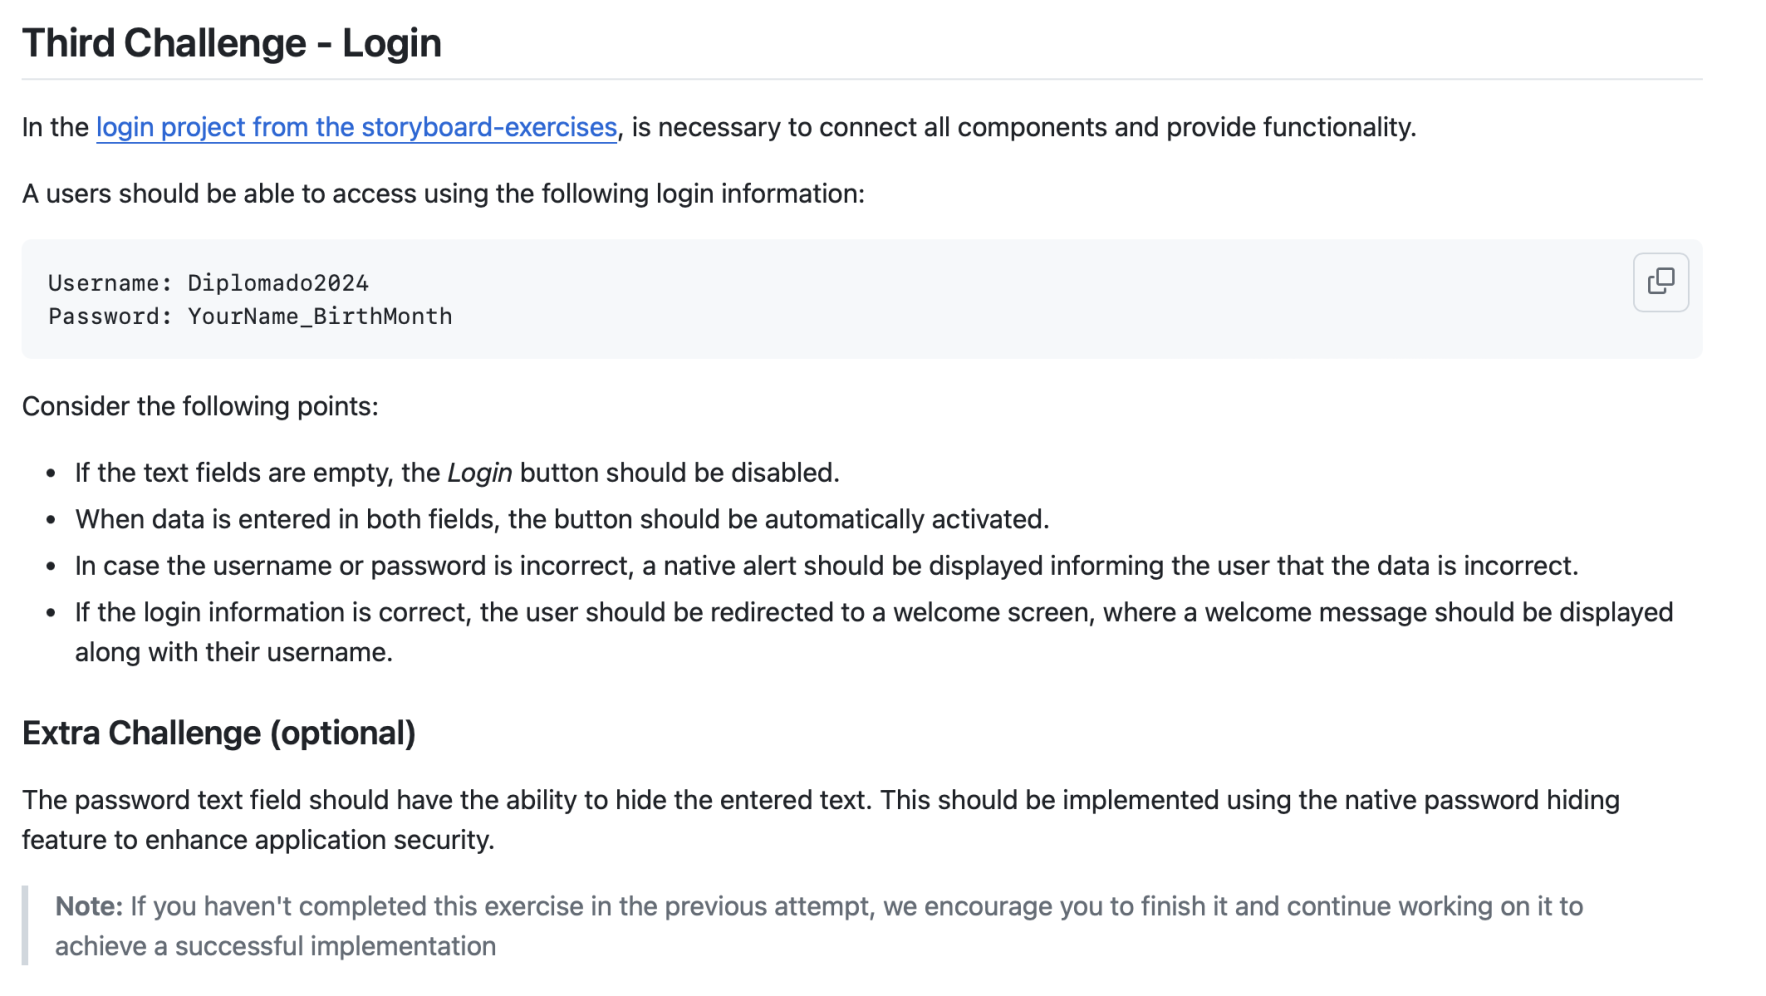 Third Challenge - Login
In the login project from the storyboard-exercises, is necessary to connect all components and provide functionality.
A users should be able to access using the following login information:
Username: Diplomado2024
Password: YourName_BirthMonth
Consider the following points:
• If the text fields are empty, the Login button should be disabled.
• When data is entered in both fields, the button should be automatically activated.
• In case the username or password is incorrect, a native alert should be displayed informing the user that the data is incorrect.
• If the login information is correct, the user should be redirected to a welcome screen, where a welcome message should be displayed
along with their username.
Extra Challenge (optional)
The password text field should have the ability to hide the entered text. This should be implemented using the native password hiding
feature to enhance application security.
Note: If you haven't completed this exercise in the previous attempt, we encourage you to finish it and continue working on it to
achieve a successful implementation